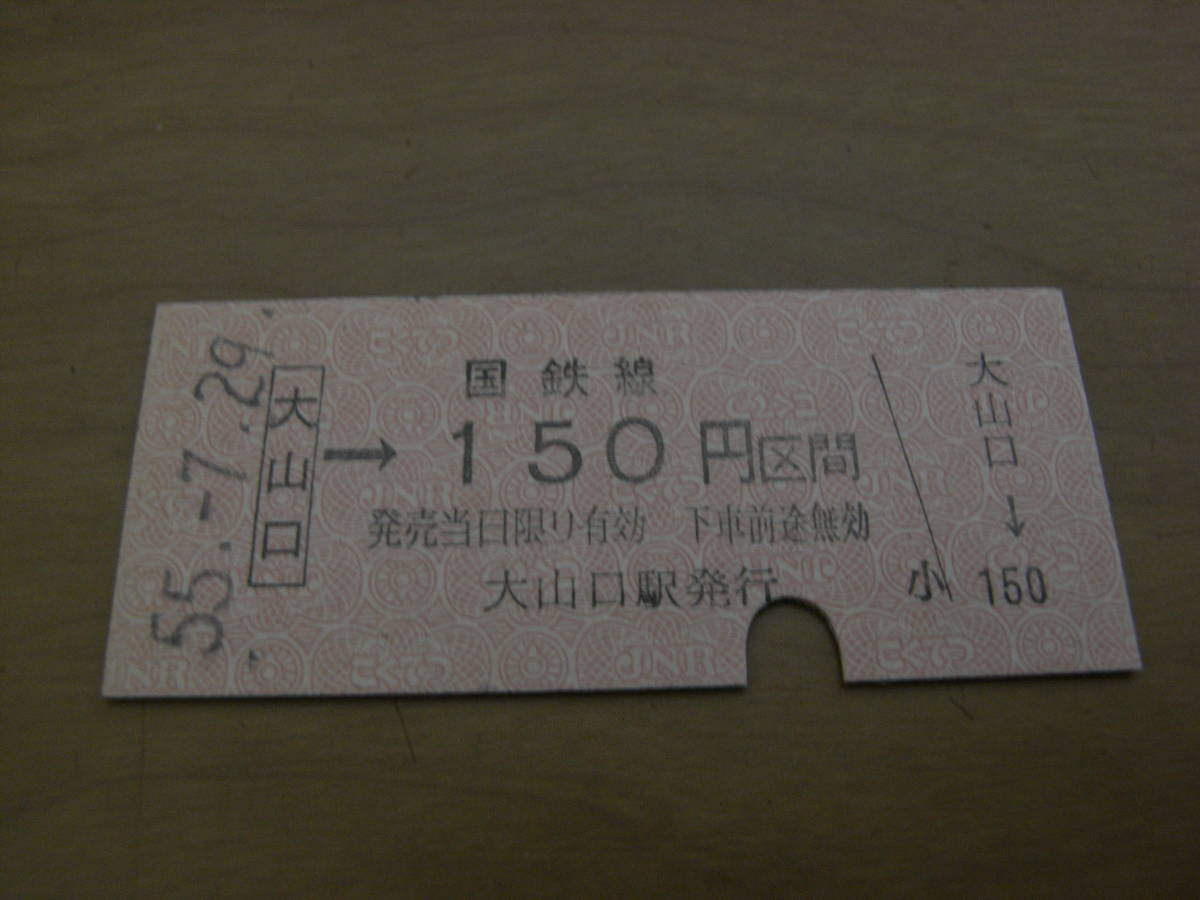 55.-7.29
大山口
→
国鉄線
150円区間
発売当日限り有効 下車前途無効
大山口駅発行
大山口→
小 150